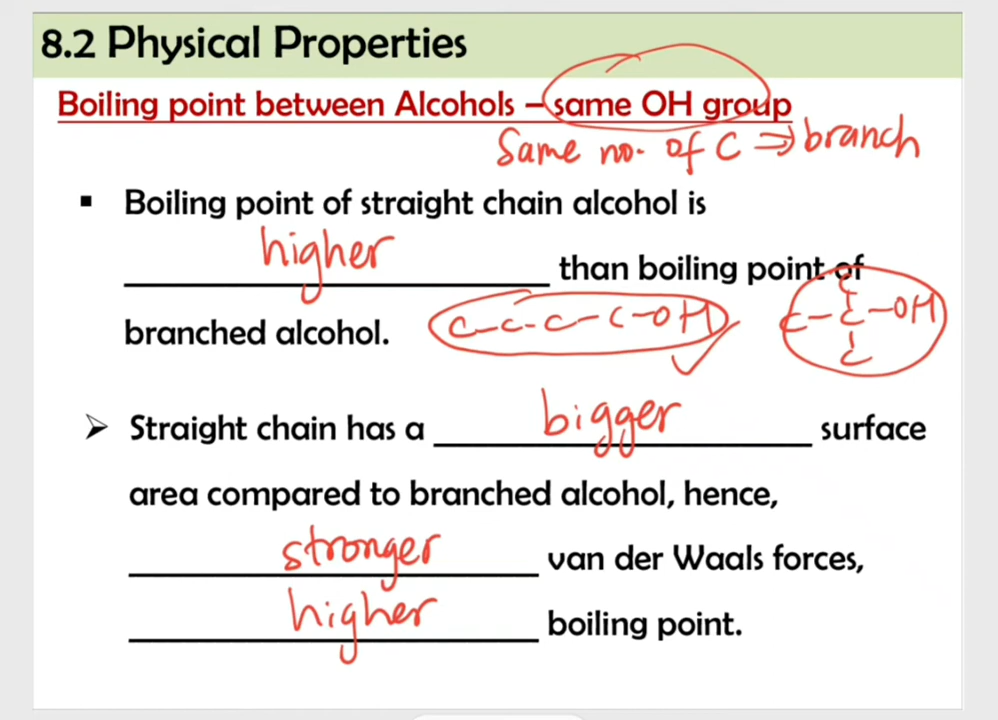 8.2 Physical Properties
Boiling point between Alcohols – same OH group
Same no. of C ⇒ branch
▪ Boiling point of straight chain alcohol is
higher than boiling point of
branched alcohol. C-C-C-C-OH ✓ C-C-OH
C
C
➢ Straight chain has a bigger surface
area compared to branched alcohol, hence,
stronger van der Waals forces,
higher boiling point.